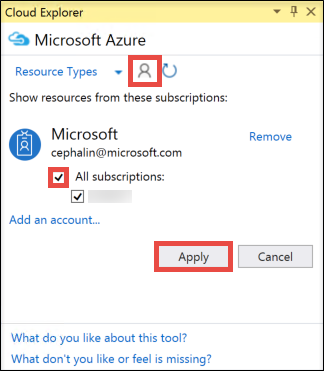 Cloud Explorer
Microsoft Azure
Resource Types
Show resources from these subscriptions:
Microsoft
Remove
cephalin@microsoft.com
All subscriptions:
Add an account...
Apply
Cancel
What do you like about this tool?
What don't you like or feel is missing?